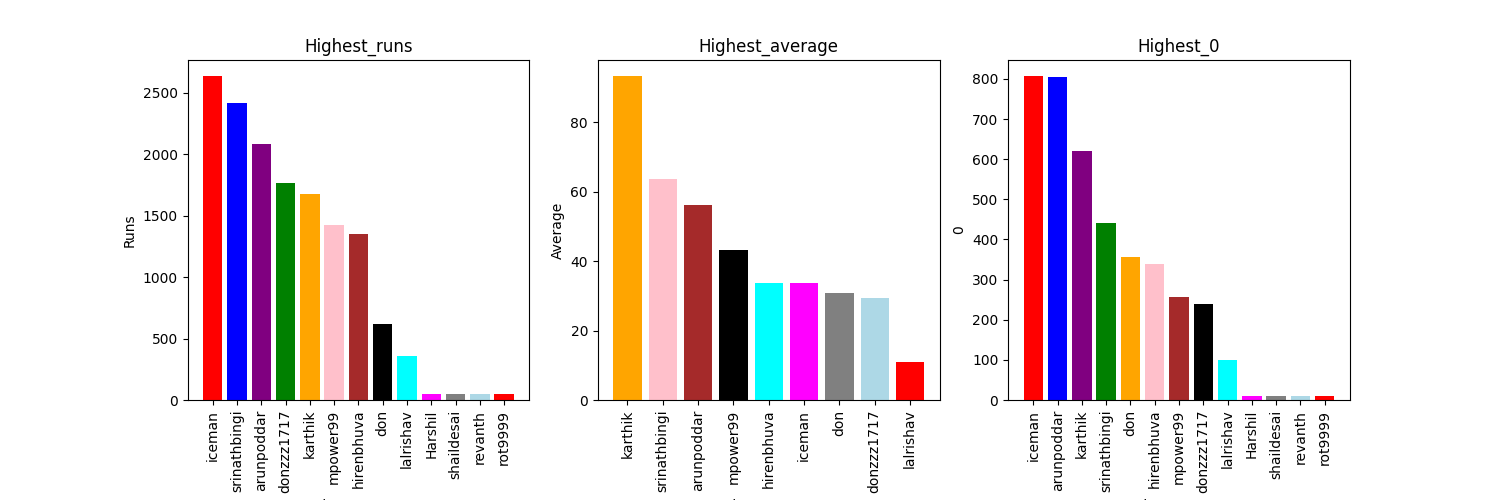 Highest_runs
Runs
2500
2000
1500
1000
500
0
iceman
srinathbingi
arunpoddar
donzzz1717
karthik
mpower99
hirenbhuva
don
lalrishav
Harshil
shaildesai
revanth
rot9999
Highest_average
Average
80
60
40
20
0
karthik
srinathbingi
arunpoddar
mpower99
hirenbhuva
iceman
don
donzzz1717
lalrishav
Highest_0
0
800
700
600
500
400
300
200
100
0
iceman
arunpoddar
karthik
srinathbingi
don
hirenbhuva
mpower99
donzzz1717
lalrishav
Harshil
shaildesai
revanth
rot9999